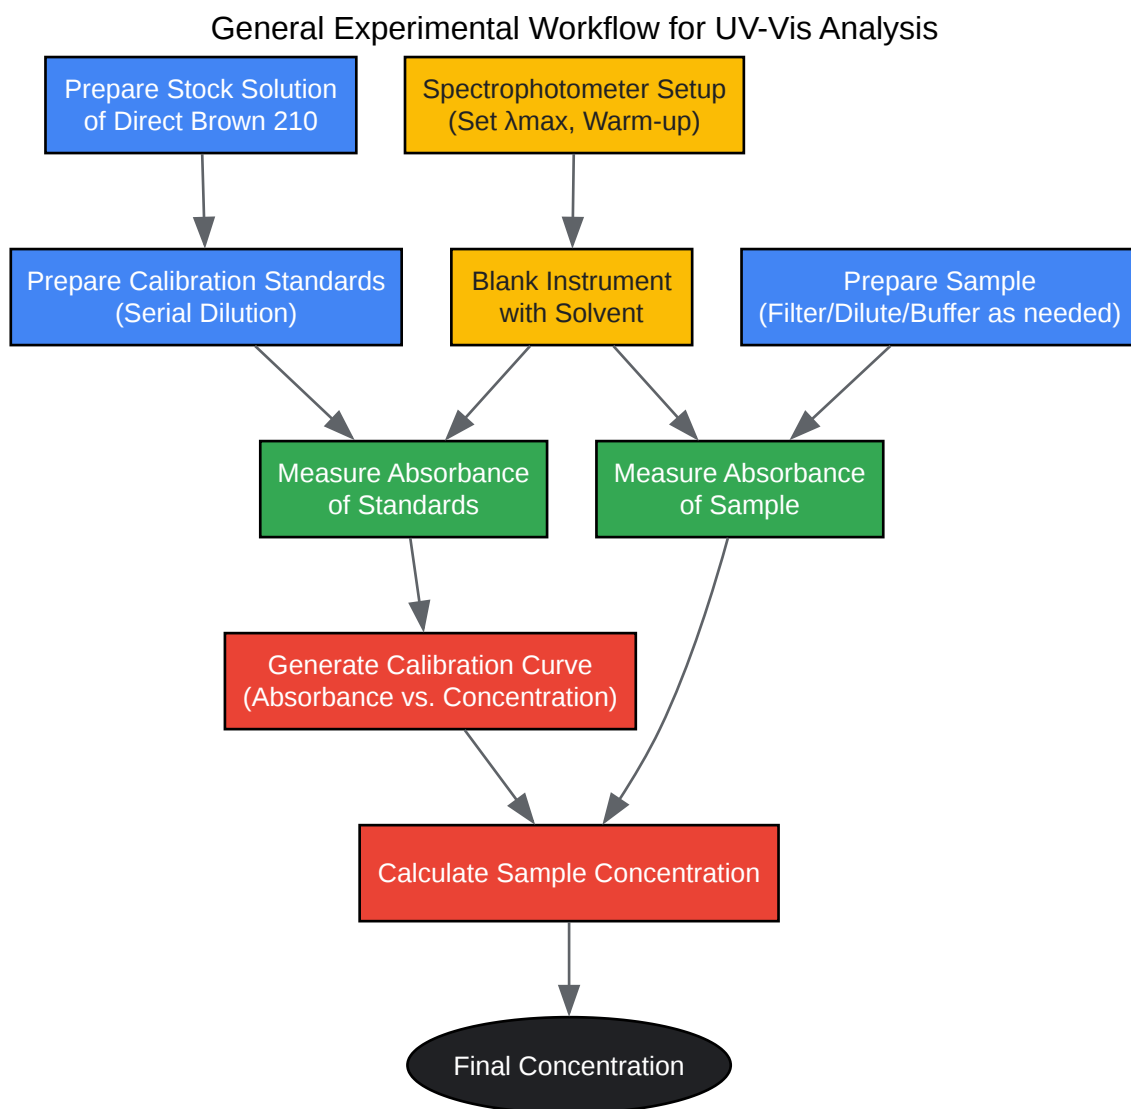 General Experimental Workflow for UV-Vis Analysis
Prepare Stock Solution
of Direct Brown 210
Spectrophotometer Setup
(Set λmax, Warm-up)
Prepare Calibration Standards
(Serial Dilution)
Blank Instrument
with Solvent
Prepare Sample
(Filter/Dilute/Buffer as needed)
Measure Absorbance
of Standards
Measure Absorbance
of Sample
Generate Calibration Curve
(Absorbance vs. Concentration)
Calculate Sample Concentration
Final Concentration